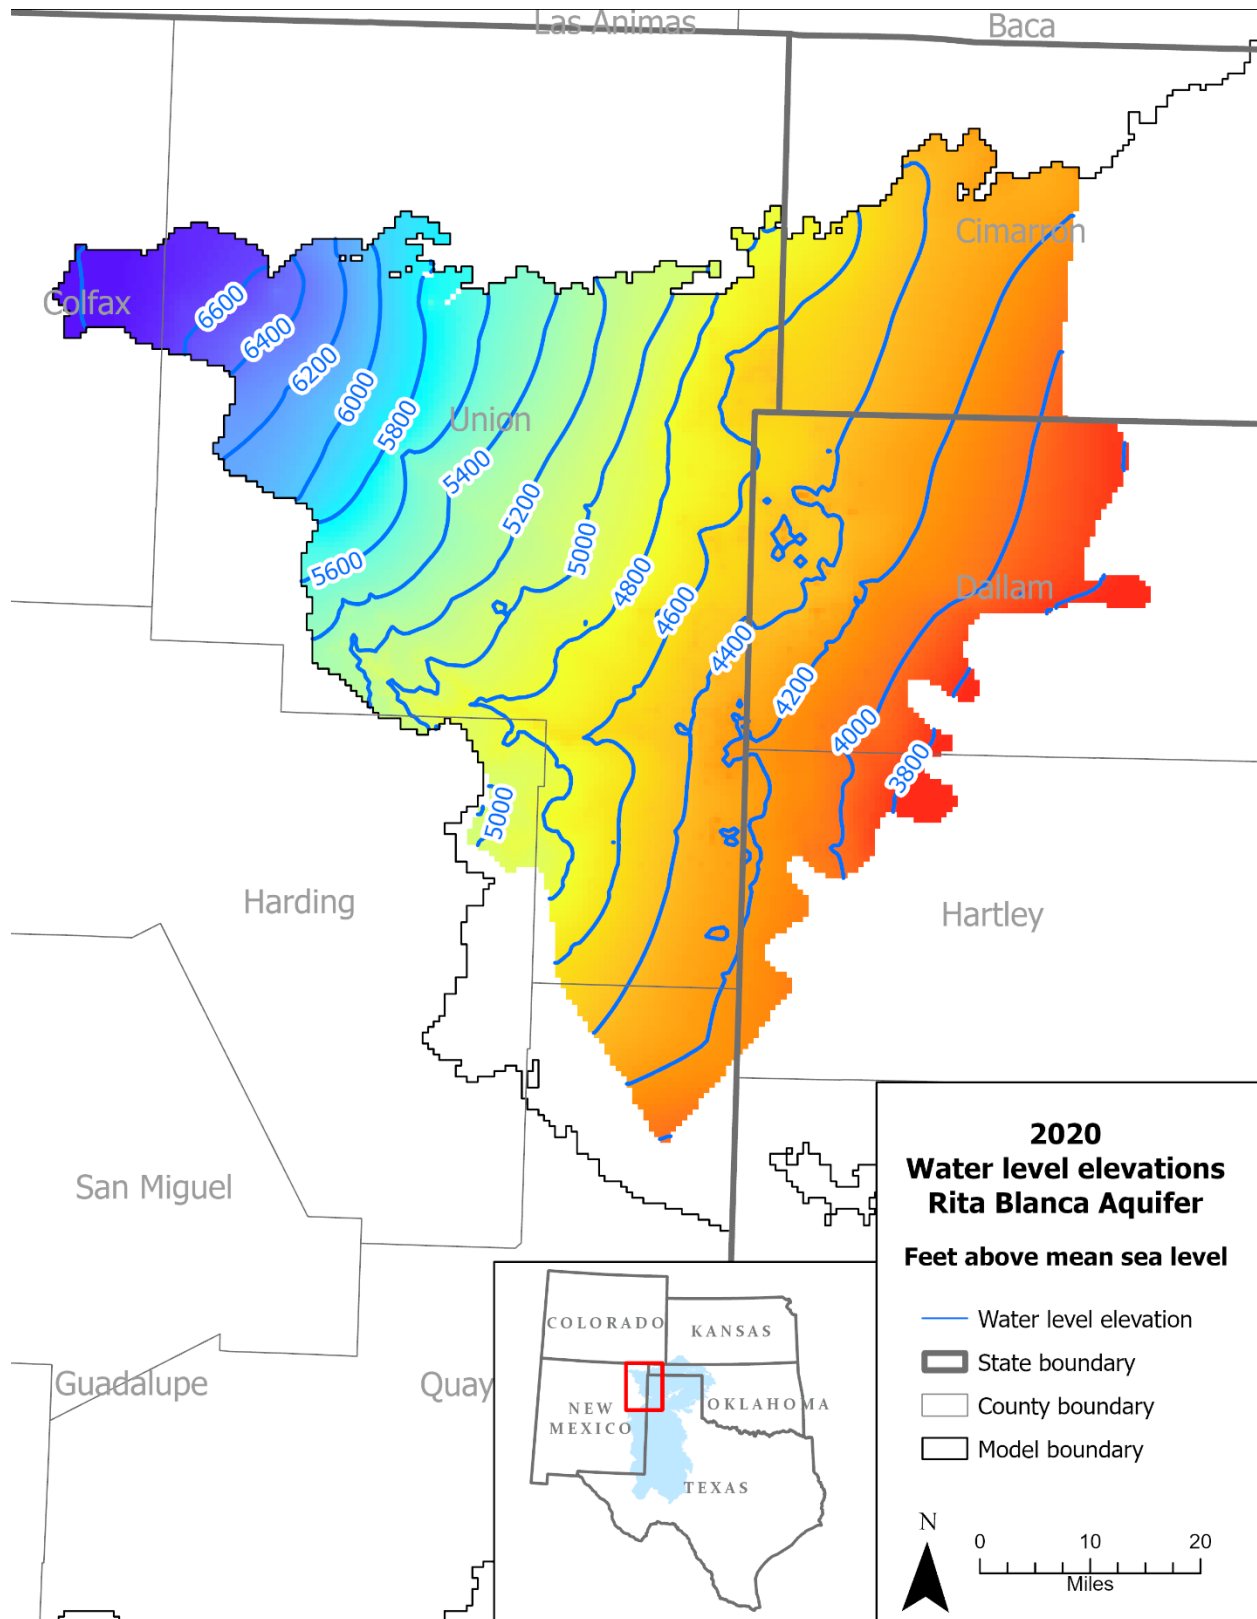 Las Animas
Baca
Cimarron
Colfax
6600
6400
6200
6000
5800
Union
5400
5200
5000
5600
4800
4600
Dallam
4400
4200
4000
3800
5000
Harding
Hartley
San Miguel
Guadalupe
Quay
2020
Water level elevations
Rita Blanca Aquifer
Feet above mean sea level
Water level elevation
State boundary
County boundary
Model boundary
N
0 10 20
Miles
COLORADO
KANSAS
NEW
MEXICO
OKLAHOMA
TEXAS